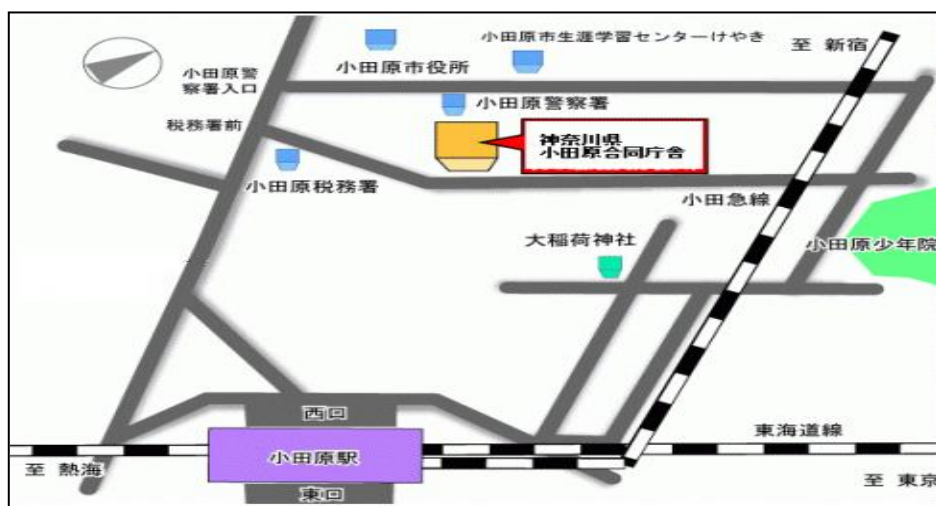 小田原市生涯学習センターけやき
至 新宿
小田原市役所
小田原警
察署入口
小田原警察署
税務署前
神奈川県
小田原合同庁舎
小田原税務署
小田急線
大稲荷神社
小田原少年院
西口
小田原駅
東海道線
至 熱海
至 東京
東口